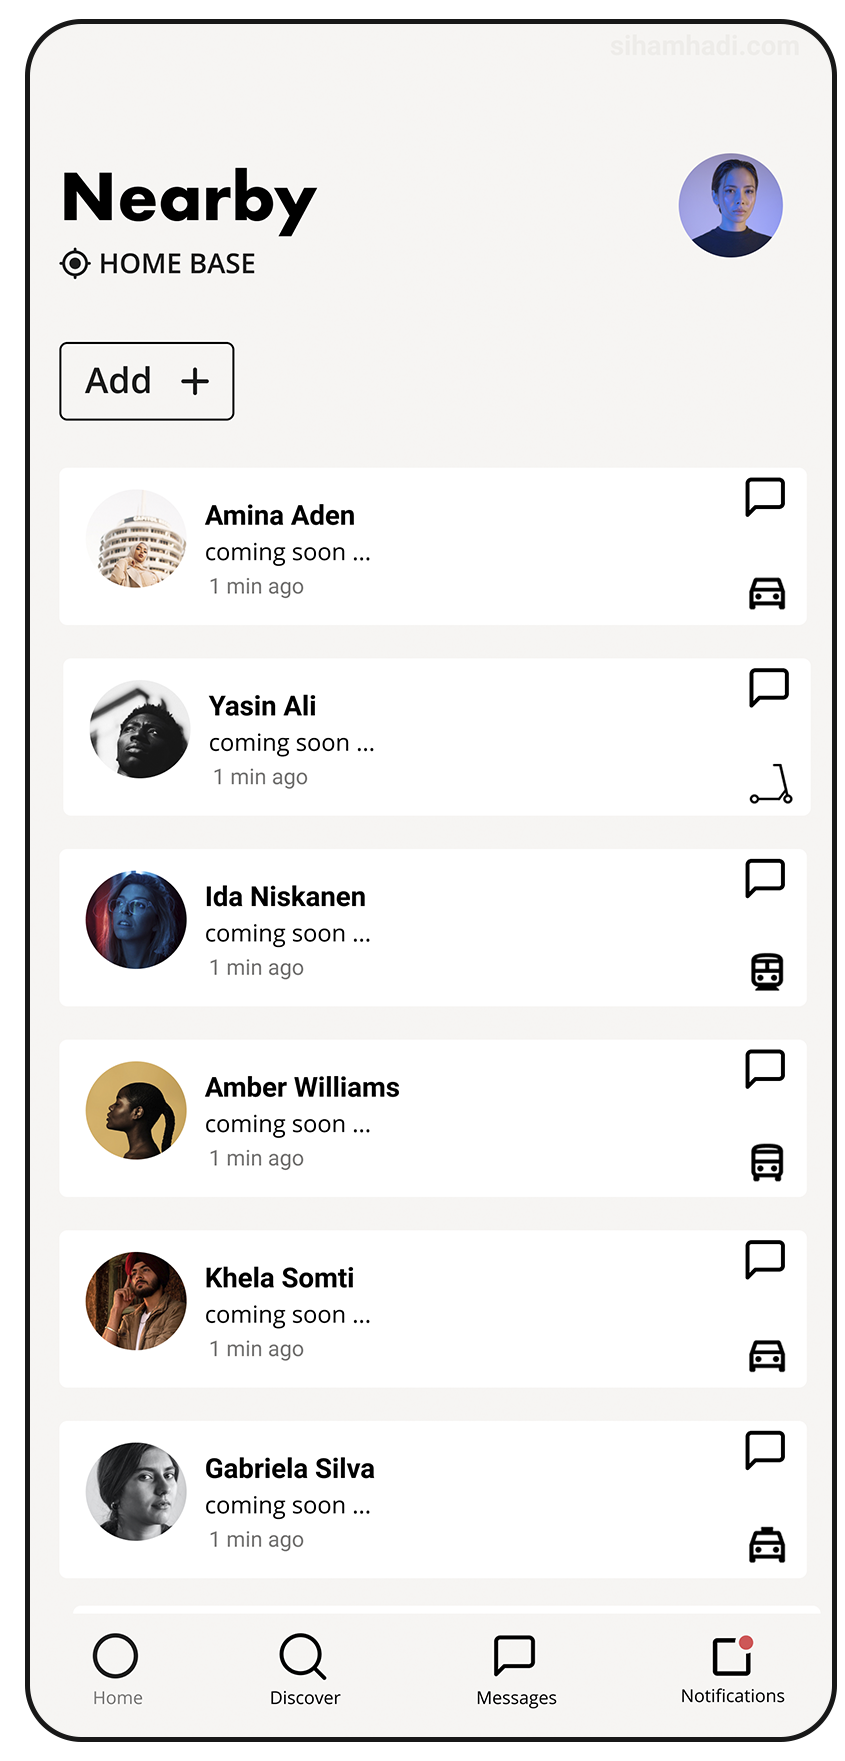 sihamhadi.com
Nearby
HOME BASE
Add +
Amina Aden
coming soon ...
1 min ago
Yasin Ali
coming soon ...
1 min ago
Ida Niskanen
coming soon ...
1 min ago
Amber Williams
coming soon ...
1 min ago
Khela Somti
coming soon ...
1 min ago
Gabriela Silva
coming soon ...
1 min ago
Home Discover Messages Notifications